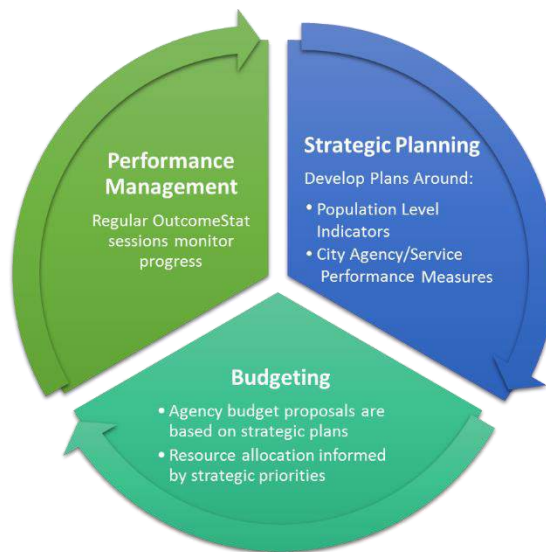 Performance
Management
Regular OutcomeStat
sessions monitor
progress
Strategic Planning
Develop Plans Around:
• Population Level
Indicators
• City Agency/Service
Performance Measures
Budgeting
• Agency budget proposals are
based on strategic plans
• Resource allocation informed
by strategic priorities